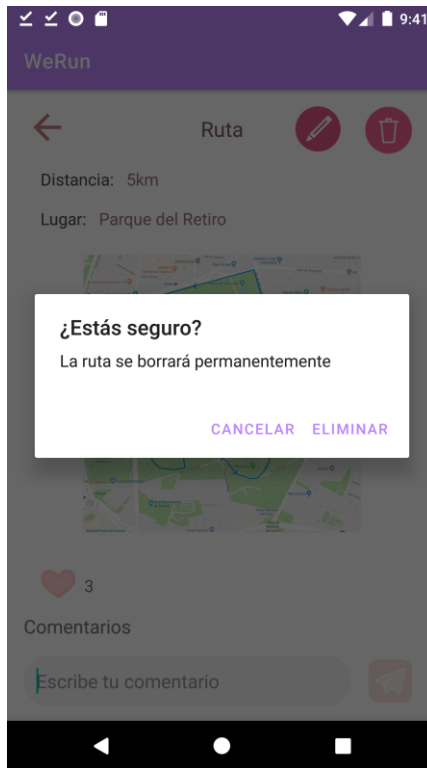 9:41
WeRun
Ruta
Distancia: 5km
Lugar: Parque del Retiro
¿Estás seguro?
La ruta se borrará permanentemente
CANCELAR ELIMINAR
3
Comentarios
Escribe tu comentario